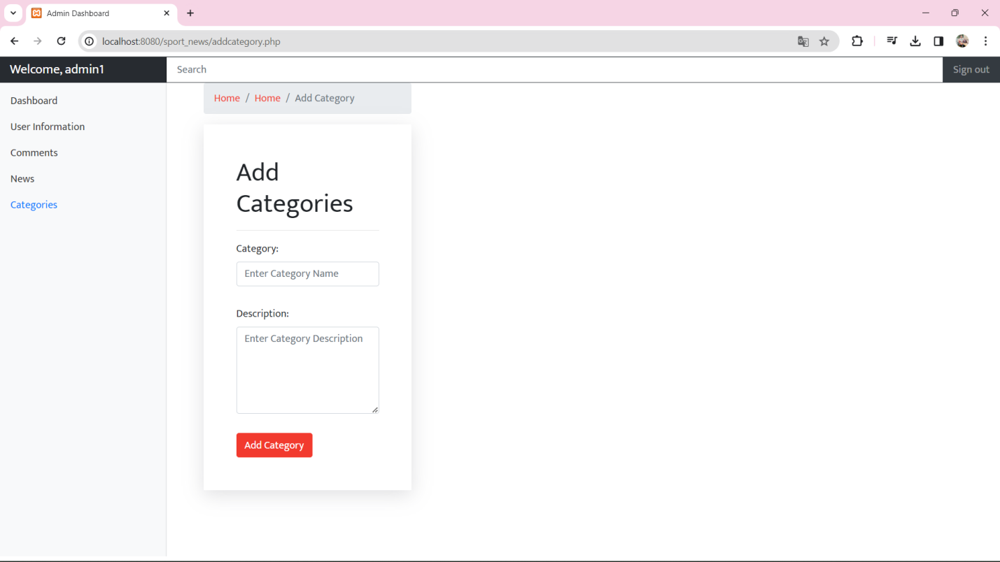 Admin Dashboard
localhost:8080/sport_news/addcategory.php
Welcome, admin1
Search
Sign out
Dashboard
User Information
Comments
News
Categories
Home / Home / Add Category
Add
Categories
Category:
Enter Category Name
Description:
Enter Category Description
Add Category